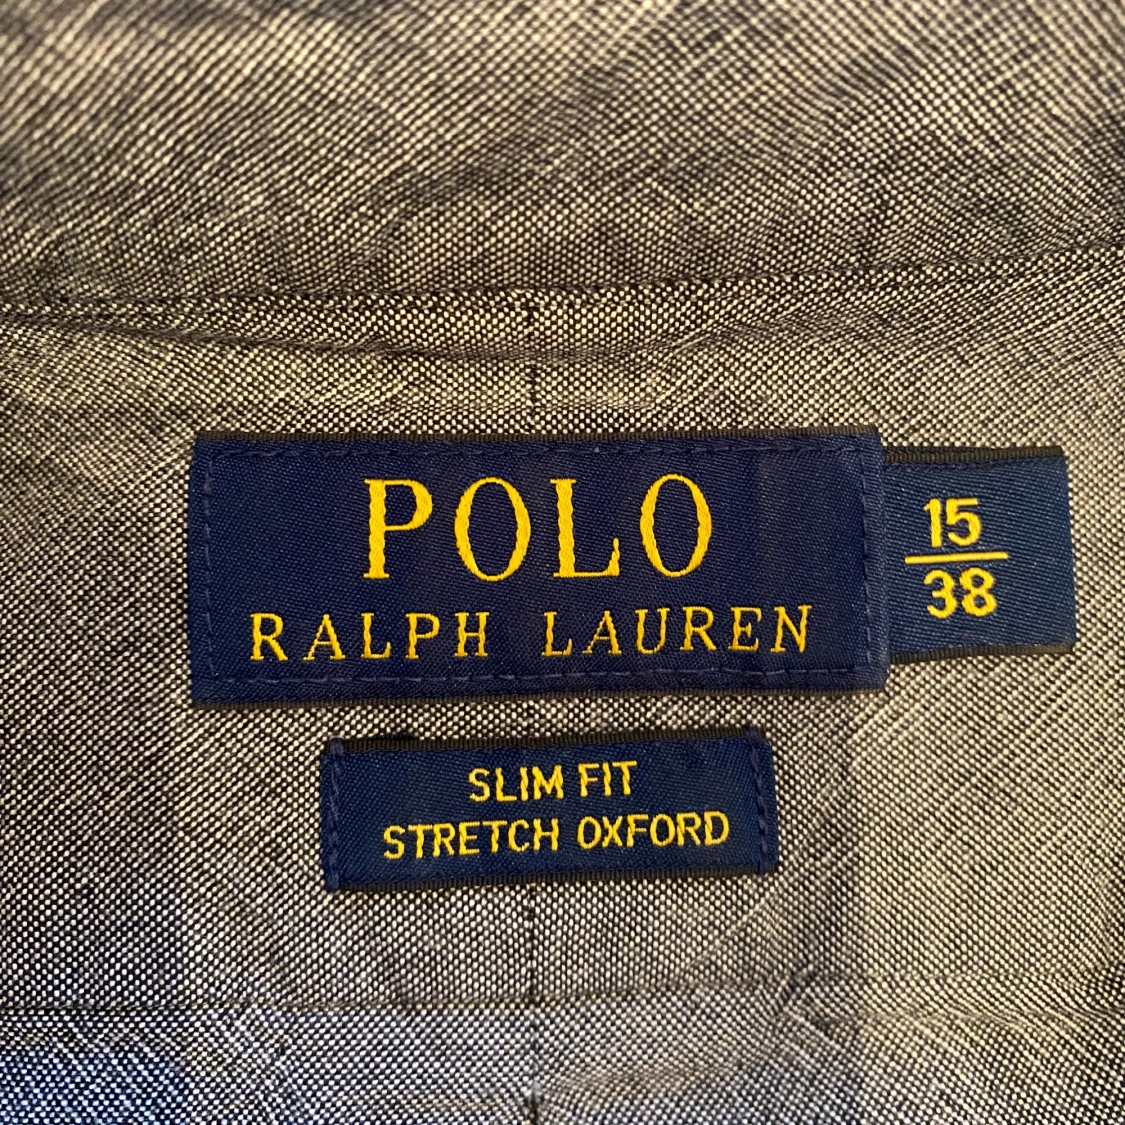 POLO
RALPH LAUREN
15
38
SLIM FIT
STRETCH OXFORD